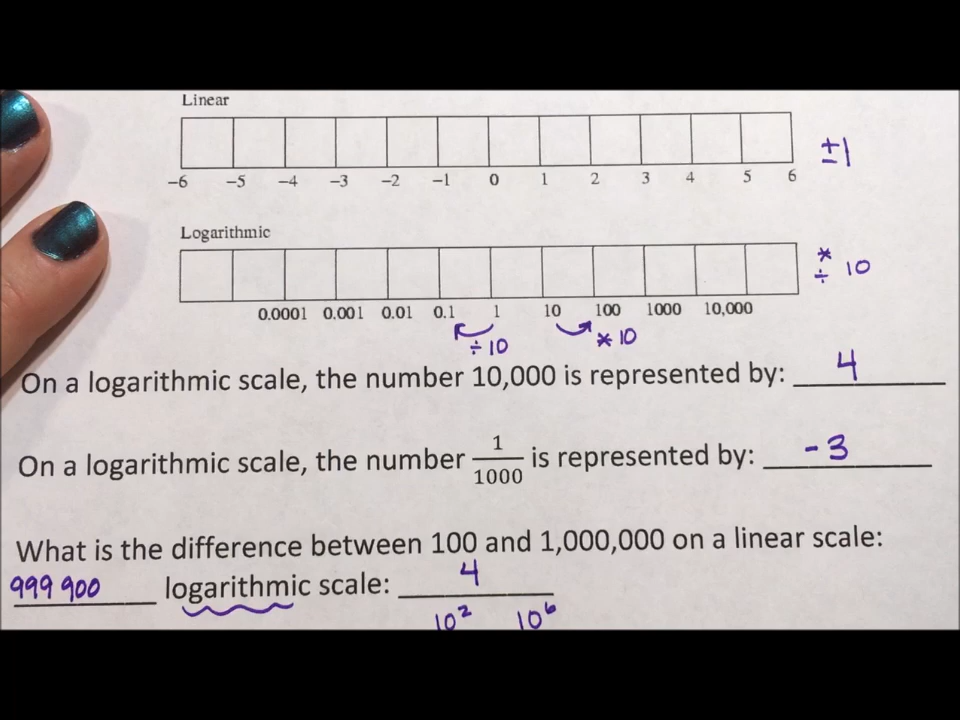 Linear
±1
−6 −5 −4 −3 −2 −1 0 1 2 3 4 5 6
Logarithmic
* ÷ 10
0.0001 0.001 0.01 0.1 1 10 100 1000 10,000
÷10 *10
On a logarithmic scale, the number 10,000 is represented by: 4
On a logarithmic scale, the number 1/1000 is represented by: -3
What is the difference between 100 and 1,000,000 on a linear scale:
999 900 logarithmic scale: 4
10² 10⁶